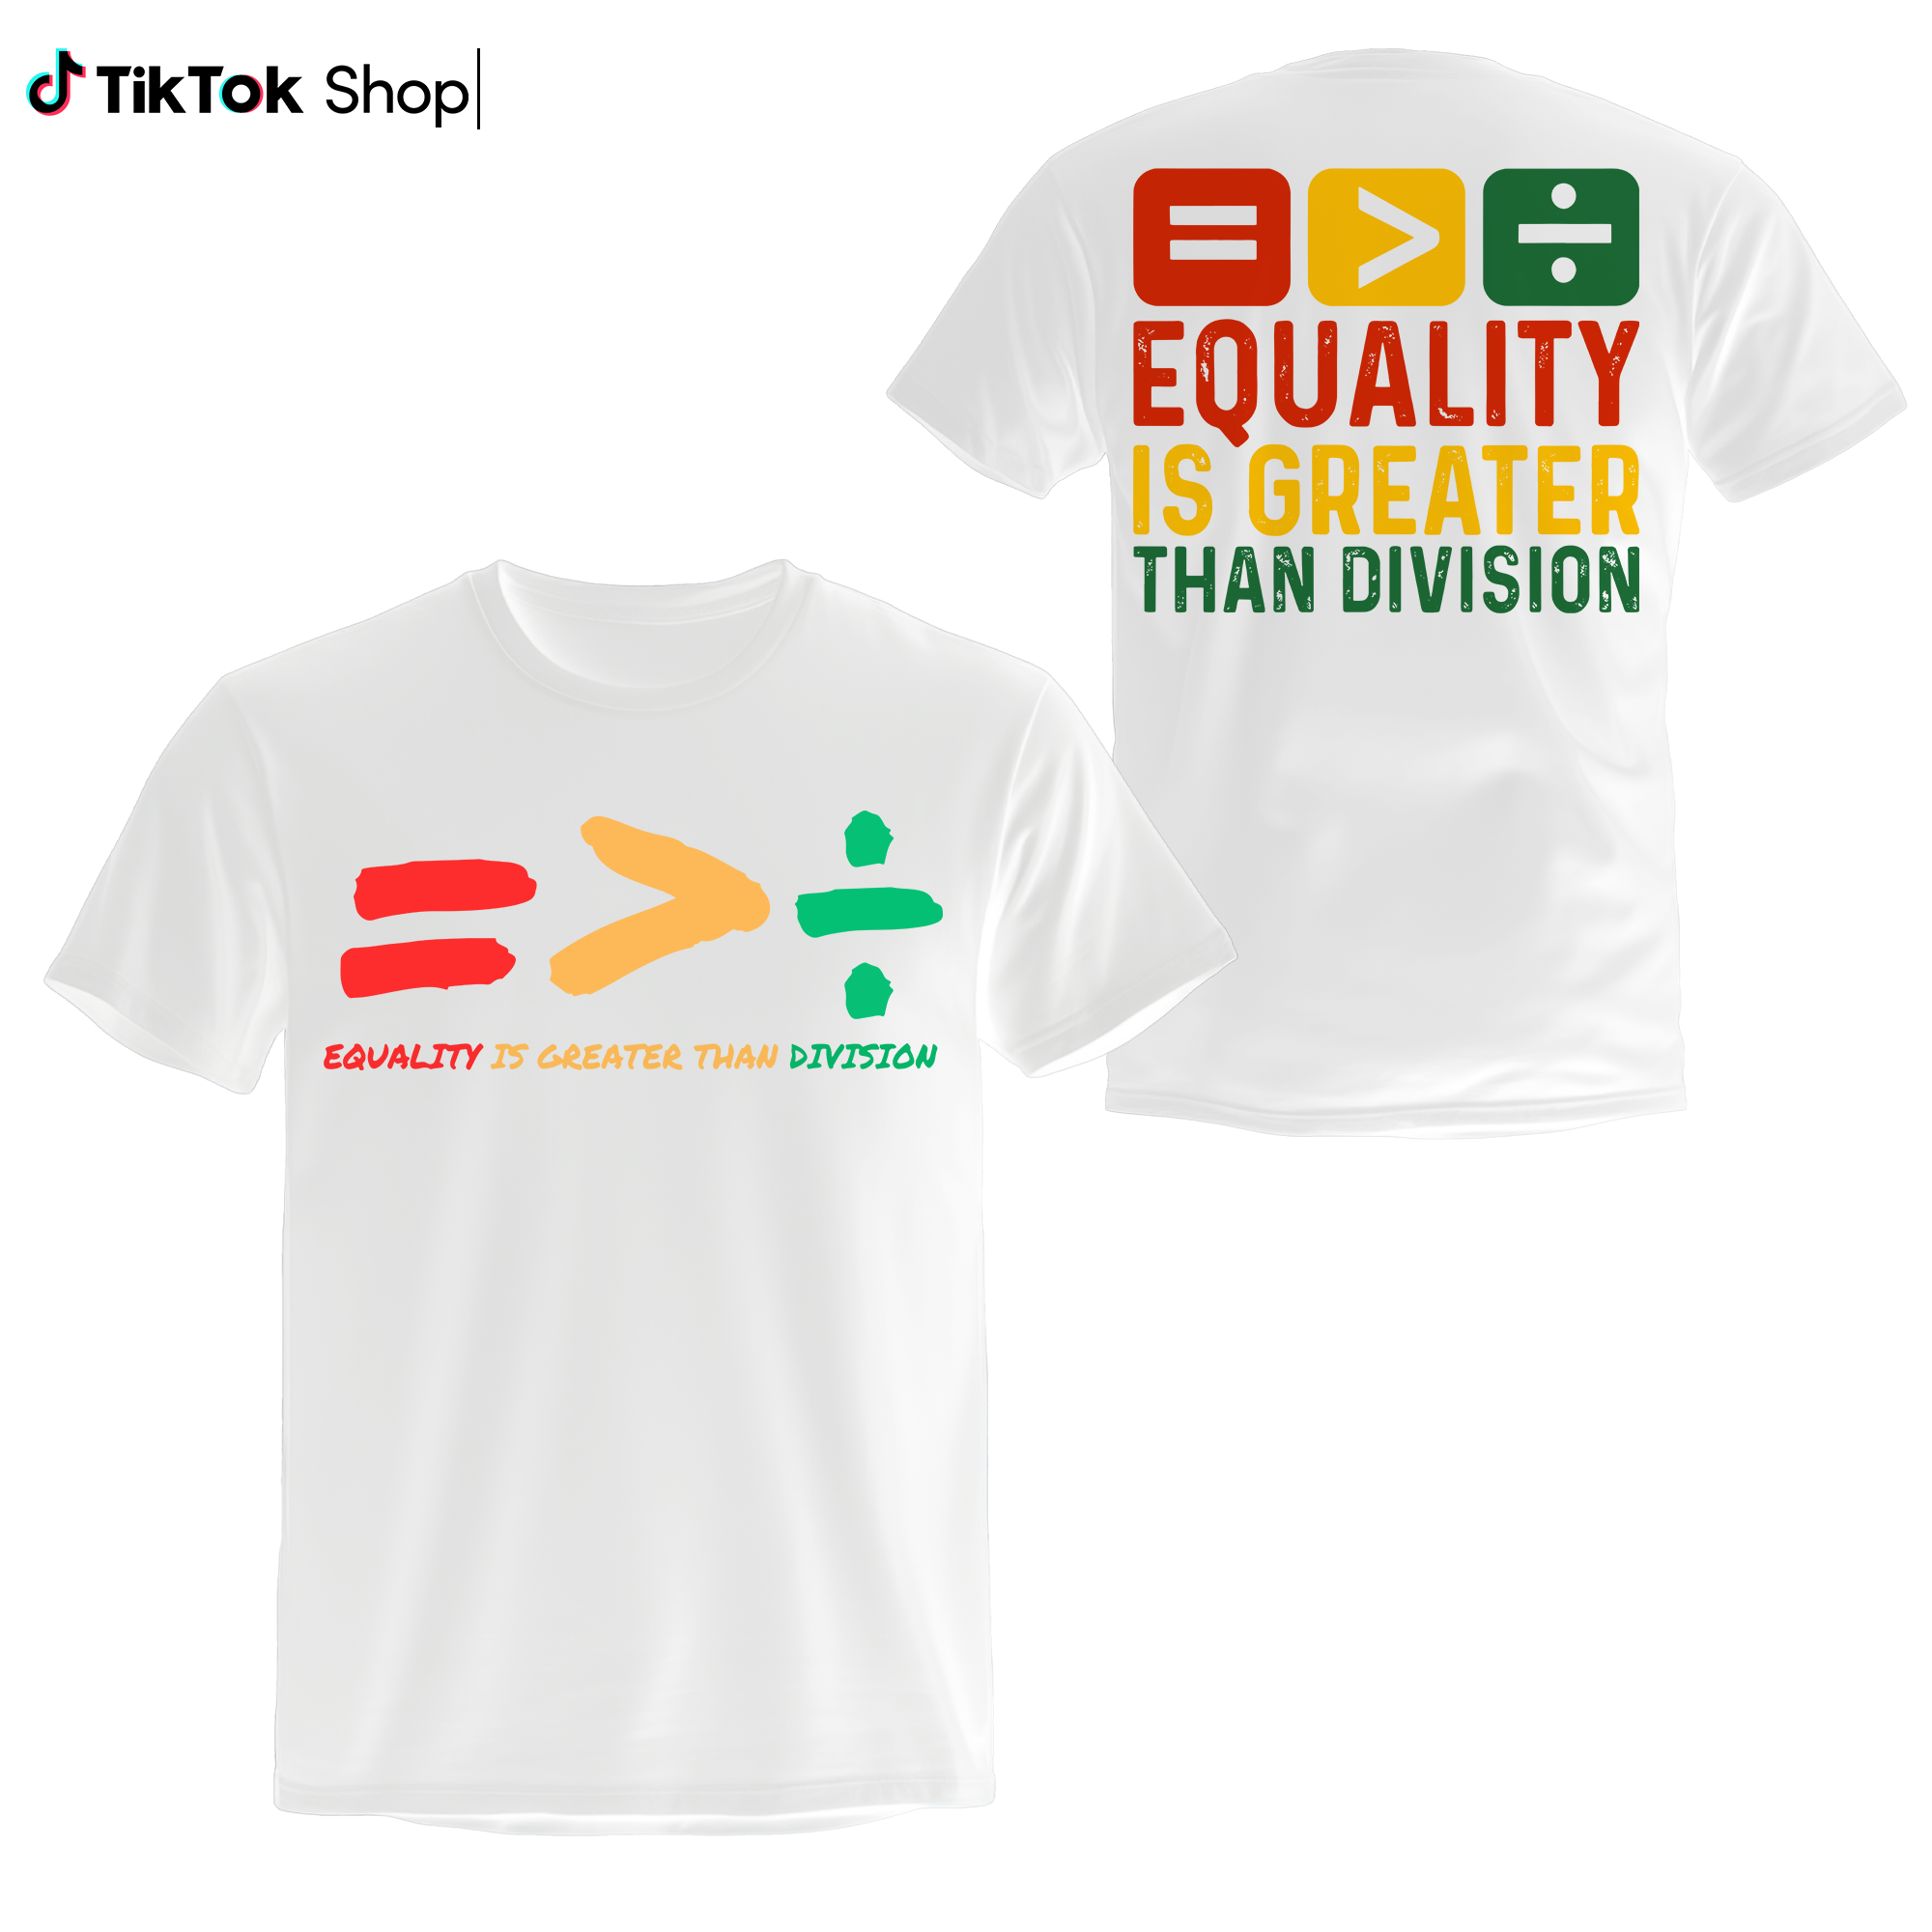 TikTok Shop
= > ÷
EQUALITY
IS GREATER
THAN DIVISION
= > ÷
EQUALITY IS GREATER THAN DIVISION